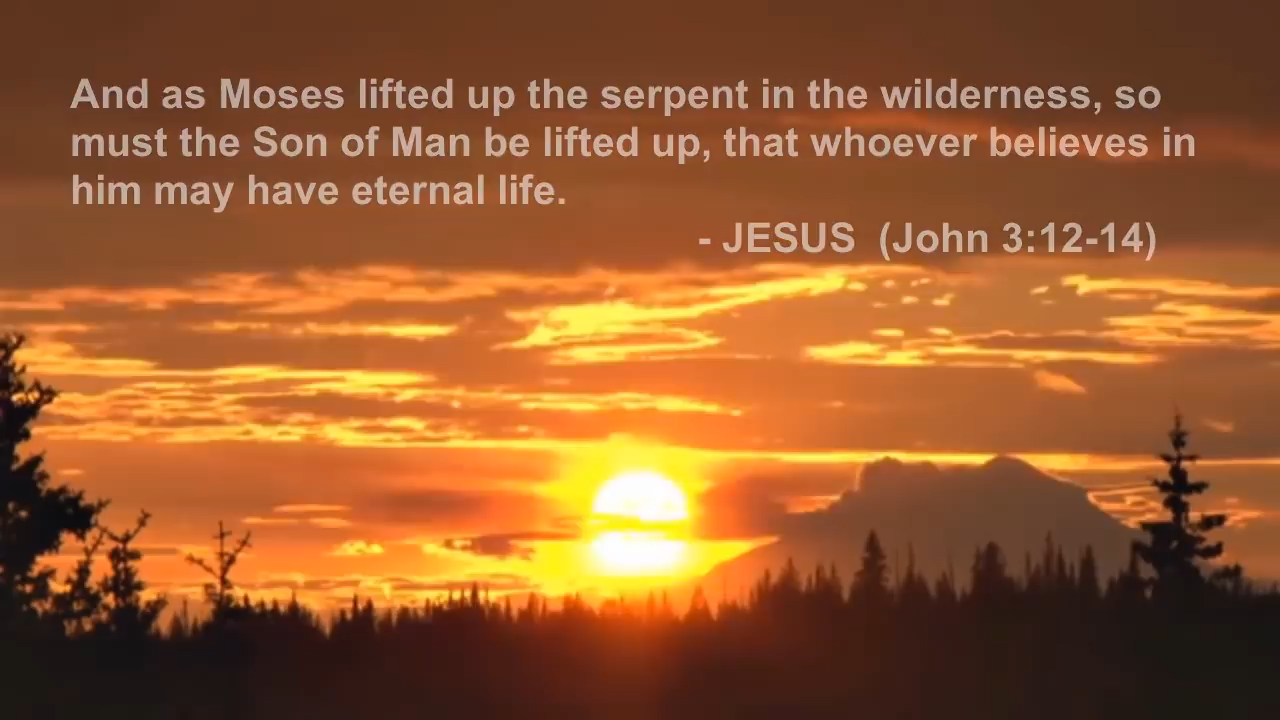 And as Moses lifted up the serpent in the wilderness, so
must the Son of Man be lifted up, that whoever believes in
him may have eternal life.
- JESUS  (John 3:12-14)